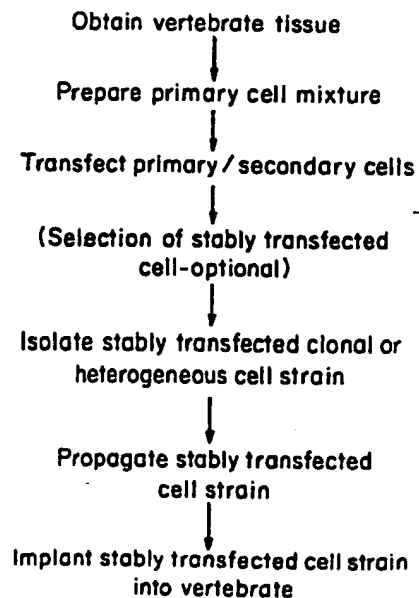 Obtain vertebrate tissue
Prepare primary cell mixture
Transfect primary/secondary cells
(Selection of stably transfected
cell-optional)
Isolate stably transfected clonal or
heterogeneous cell strain
Propagate stably transfected
cell strain
Implant stably transfected cell strain
into vertebrate